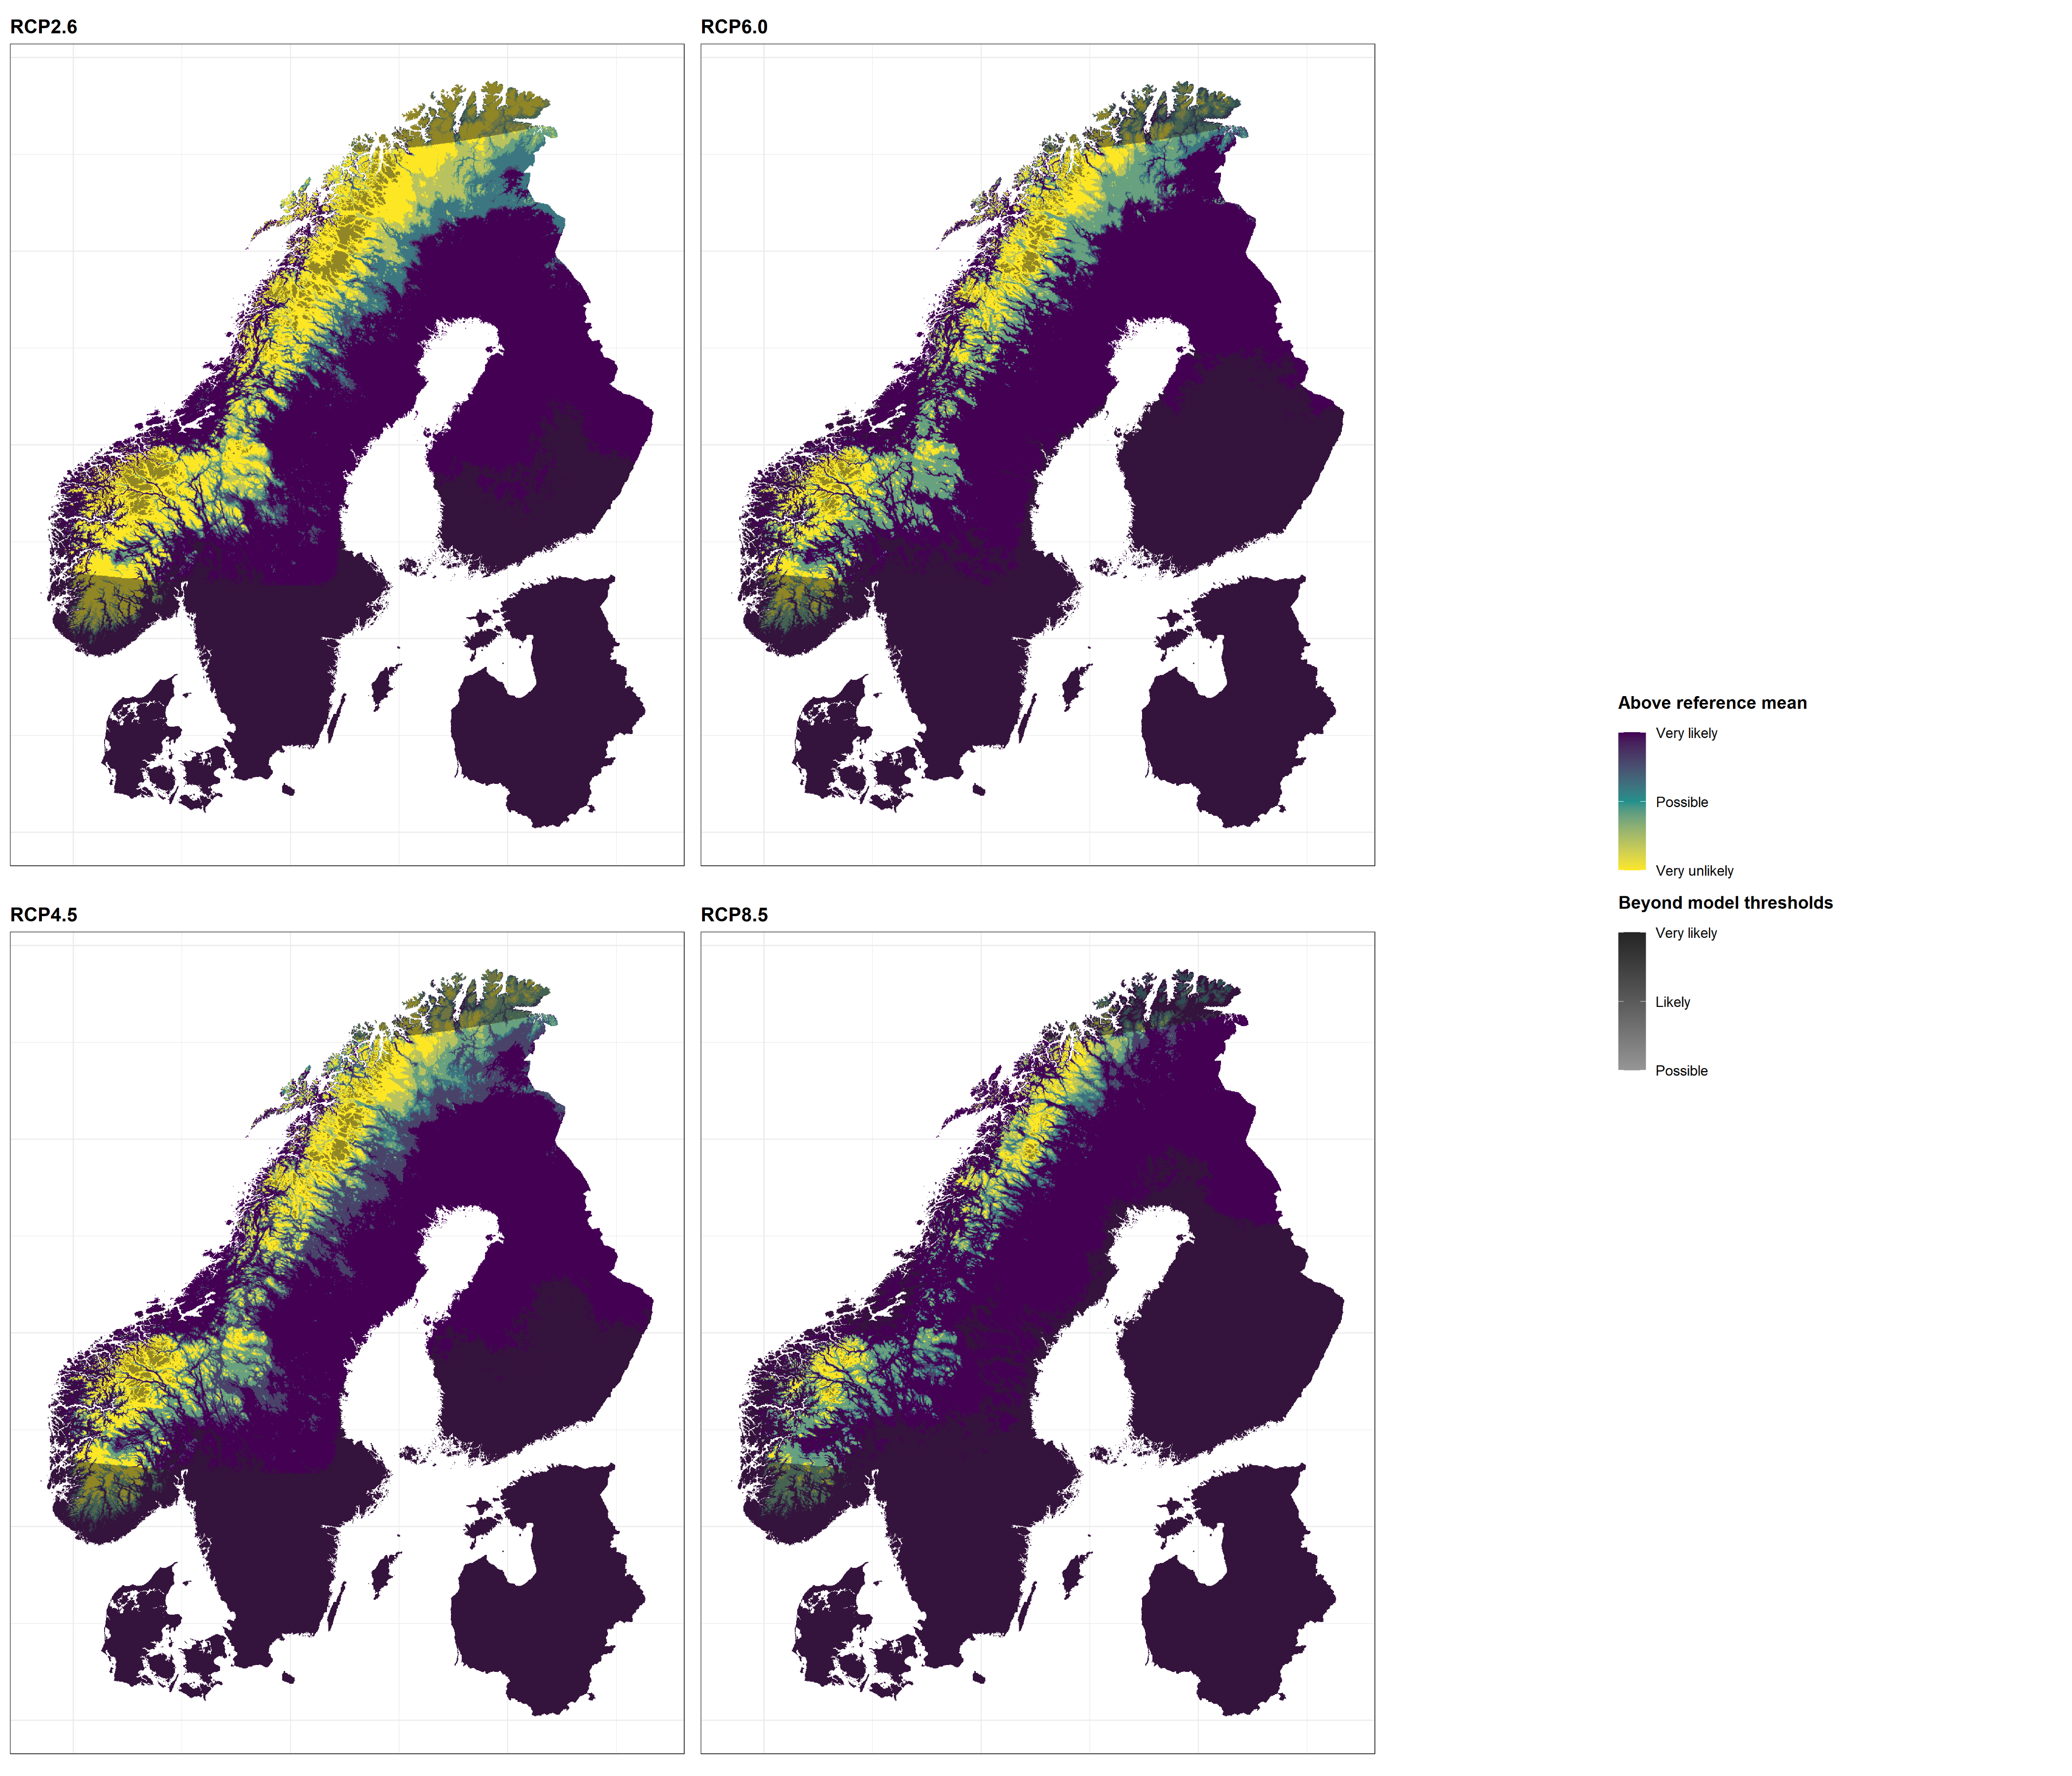 RCP2.6
RCP6.0
RCP4.5
RCP8.5
Above reference mean
Very likely
Possible
Very unlikely
Beyond model thresholds
Very likely
Likely
Possible